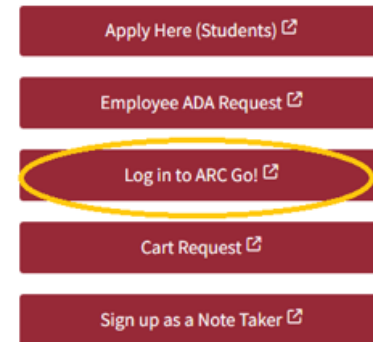 Apply Here (Students)
Employee ADA Request
Log in to ARC Go!
Cart Request
Sign up as a Note Taker